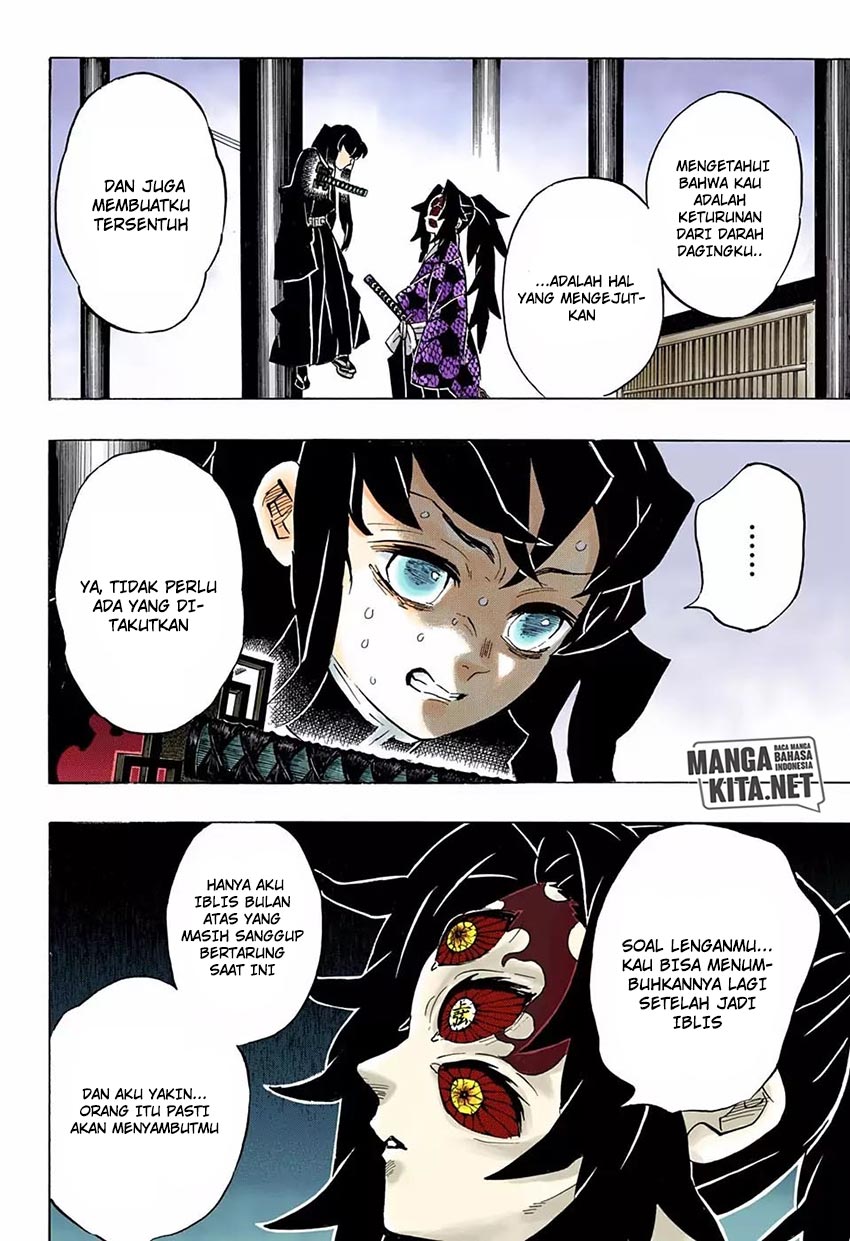 MENGETAHUI
BAHWA KAU
ADALAH
KETURUNAN
DARI DARAH
DAGINGKU..
...ADALAH HAL
YANG MENGEJUT-
KAN
DAN JUGA
MEMBUATKU
TERSENTUH
......
YA, TIDAK PERLU
ADA YANG DI-
TAKUTKAN
MANGA
KITA.NET
BACA MANGA
BAHASA
INDONESIA
SOAL LENGANMU...
KAU BISA MENUM-
BUHKANNYA LAGI
SETELAH JADI
IBLIS
HANYA AKU
IBLIS BULAN
ATAS YANG
MASIH SANGGUP
BERTARUNG
SAAT INI
DAN AKU YAKIN...
ORANG ITU PASTI
AKAN MENYAMBUTMU